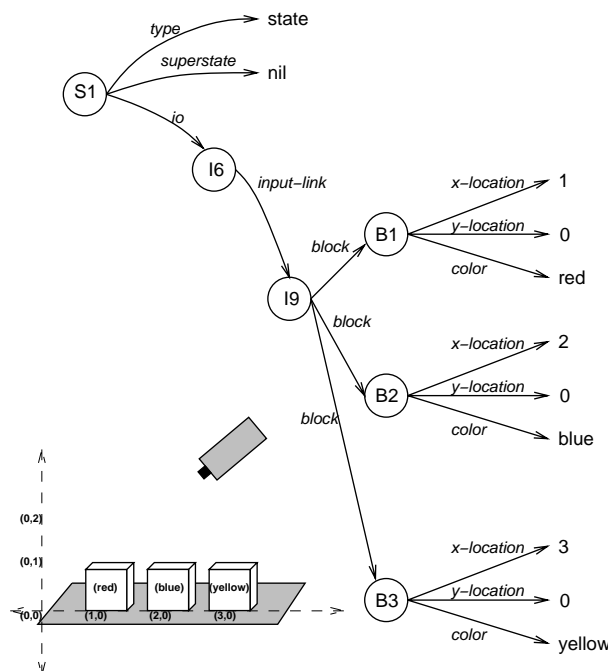 type
state
superstate
nil
S1
io
I6
input−link
x−location
1
B1
y−location
0
block
color
red
I9
block
x−location
2
B2
y−location
0
block
color
blue
(0,2)
(0,1)
x−location
3
(red)
(blue)
(yellow)
B3
y−location
0
(0,0)
(1,0)
(2,0)
(3,0)
color
yellow